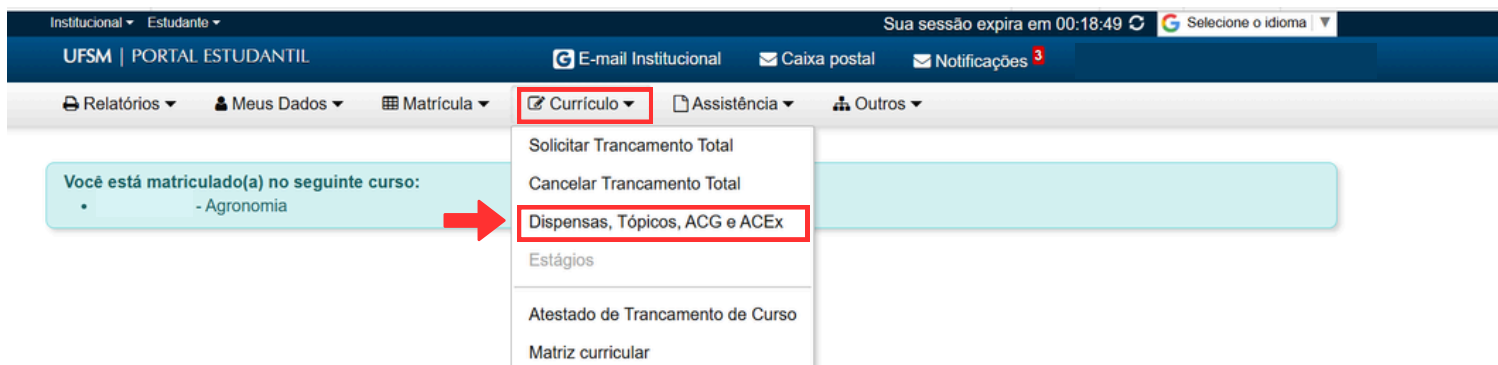 Institucional Estudante Sua sessão expira em 00:18:49 Selecione o idioma
UFSM | PORTAL ESTUDANTIL E-mail Institucional Caixa postal Notificações 3
Relatórios Meus Dados Matrícula Currículo Assistência Outros
Solicitar Trancamento Total
Você está matriculado(a) no seguinte curso:
Cancelar Trancamento Total
- Agronomia
Dispensas, Tópicos, ACG e ACEx
Estágios
Atestado de Trancamento de Curso
Matriz curricular